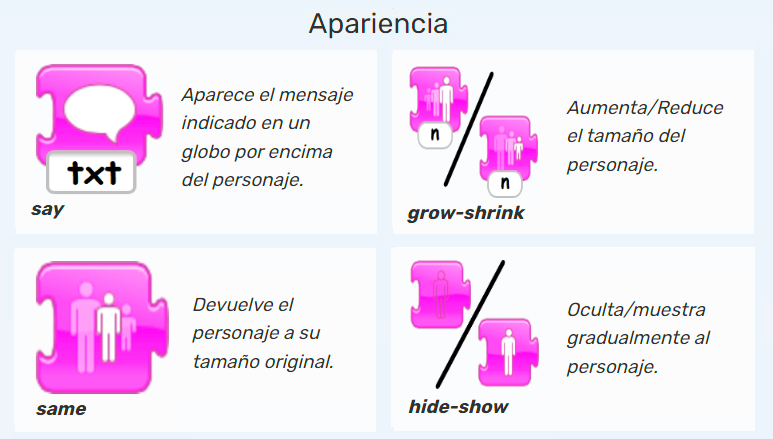 Apariencia
txt
say
Aparece el mensaje
indicado en un
globo por encima
del personaje.
n
n
grow-shrink
Aumenta/Reduce
el tamaño del
personaje.
same
Devuelve el
personaje a su
tamaño original.
hide-show
Oculta/muestra
gradualmente al
personaje.